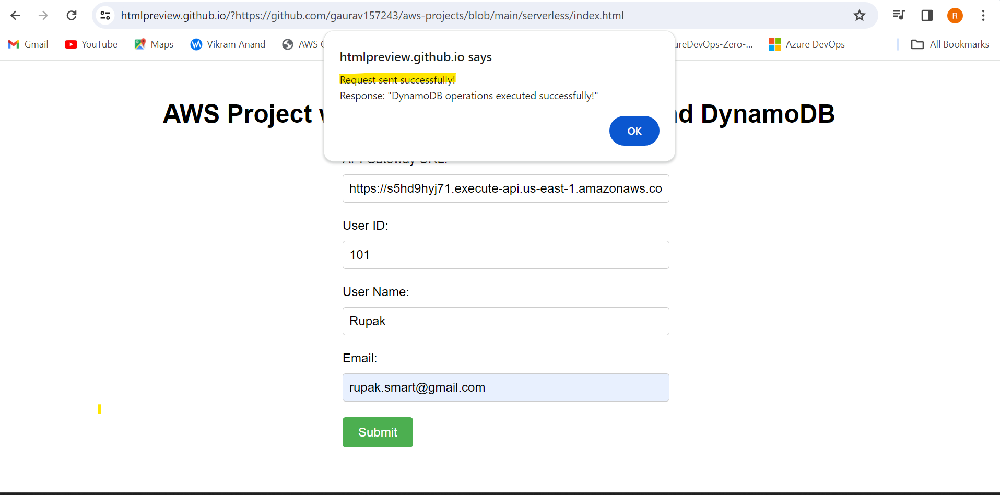 htmlpreview.github.io/?https://github.com/gaurav157243/aws-projects/blob/main/serverless/index.html
R
Gmail YouTube Maps Vikram Anand AWS ureDevOps-Zero-... Azure DevOps All Bookmarks
htmlpreview.github.io says
Request sent successfully!
Response: "DynamoDB operations executed successfully!"
OK
AWS Project DynamoDB
API Gateway URL:
https://s5hd9hyj71.execute-api.us-east-1.amazonaws.co
User ID:
101
User Name:
Rupak
Email:
rupak.smart@gmail.com
Submit